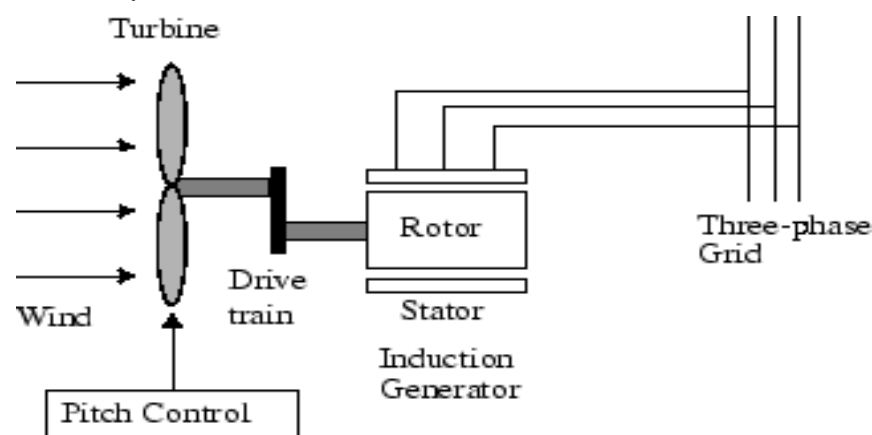 Turbine
Wind
Drive
train
Rotor
Stator
Induction
Generator
Three-phase
Grid
Pitch Control